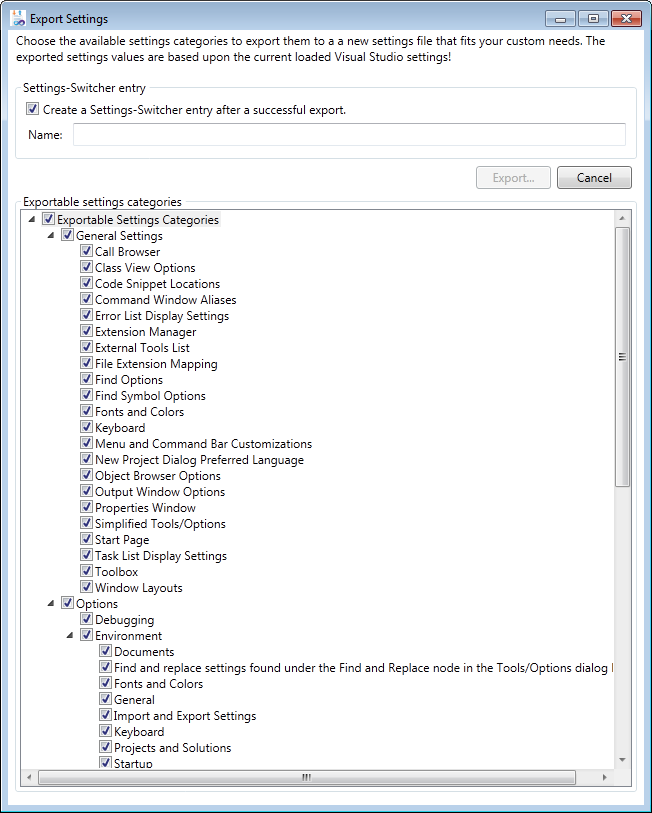 Export Settings
Choose the available settings categories to export them to a a new settings file that fits your custom needs. The
exported settings values are based upon the current loaded Visual Studio settings!
Settings-Switcher entry
Create a Settings-Switcher entry after a successful export.
Name:
Export... Cancel
Exportable settings categories
Exportable Settings Categories
General Settings
Call Browser
Class View Options
Code Snippet Locations
Command Window Aliases
Error List Display Settings
Extension Manager
External Tools List
File Extension Mapping
Find Options
Find Symbol Options
Fonts and Colors
Keyboard
Menu and Command Bar Customizations
New Project Dialog Preferred Language
Object Browser Options
Output Window Options
Properties Window
Simplified Tools/Options
Start Page
Task List Display Settings
Toolbox
Window Layouts
Options
Debugging
Environment
Documents
Find and replace settings found under the Find and Replace node in the Tools/Options dialog
Fonts and Colors
General
Import and Export Settings
Keyboard
Projects and Solutions
Startup